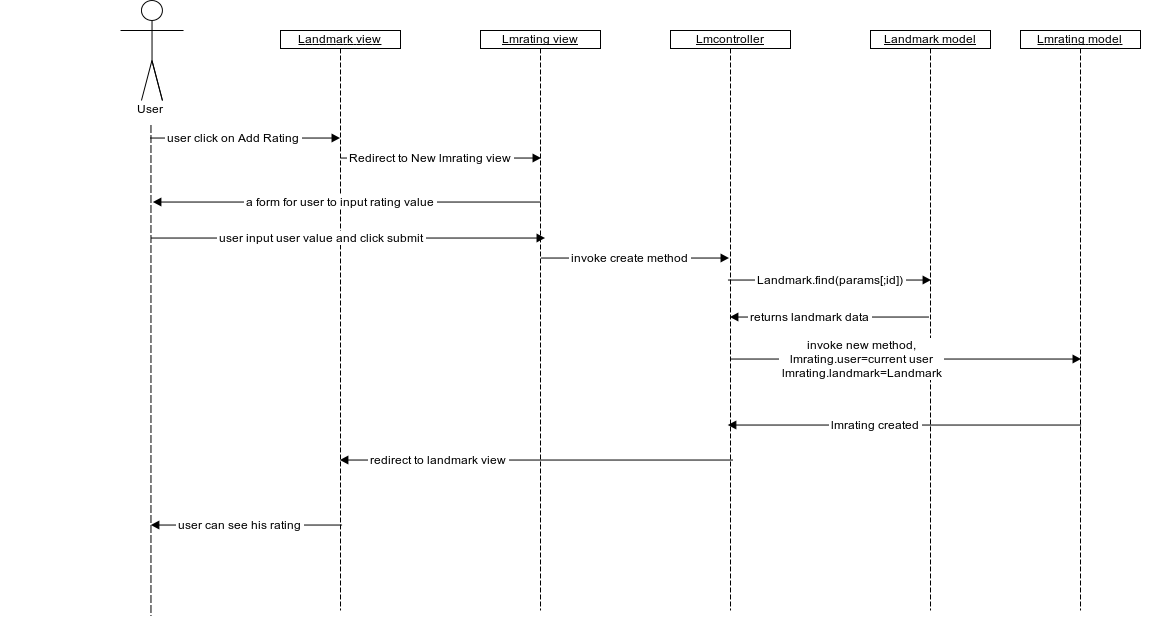 Landmark view
Lmrating view
Lmcontroller
Landmark model
Lmrating model
User
user click on Add Rating
Redirect to New lmrating view
a form for user to input rating value
user input user value and click submit
invoke create method
Landmark.find(params[;id])
returns landmark data
invoke new method,
lmrating.user=current user
lmrating.landmark=Landmark
lmrating created
redirect to landmark view
user can see his rating